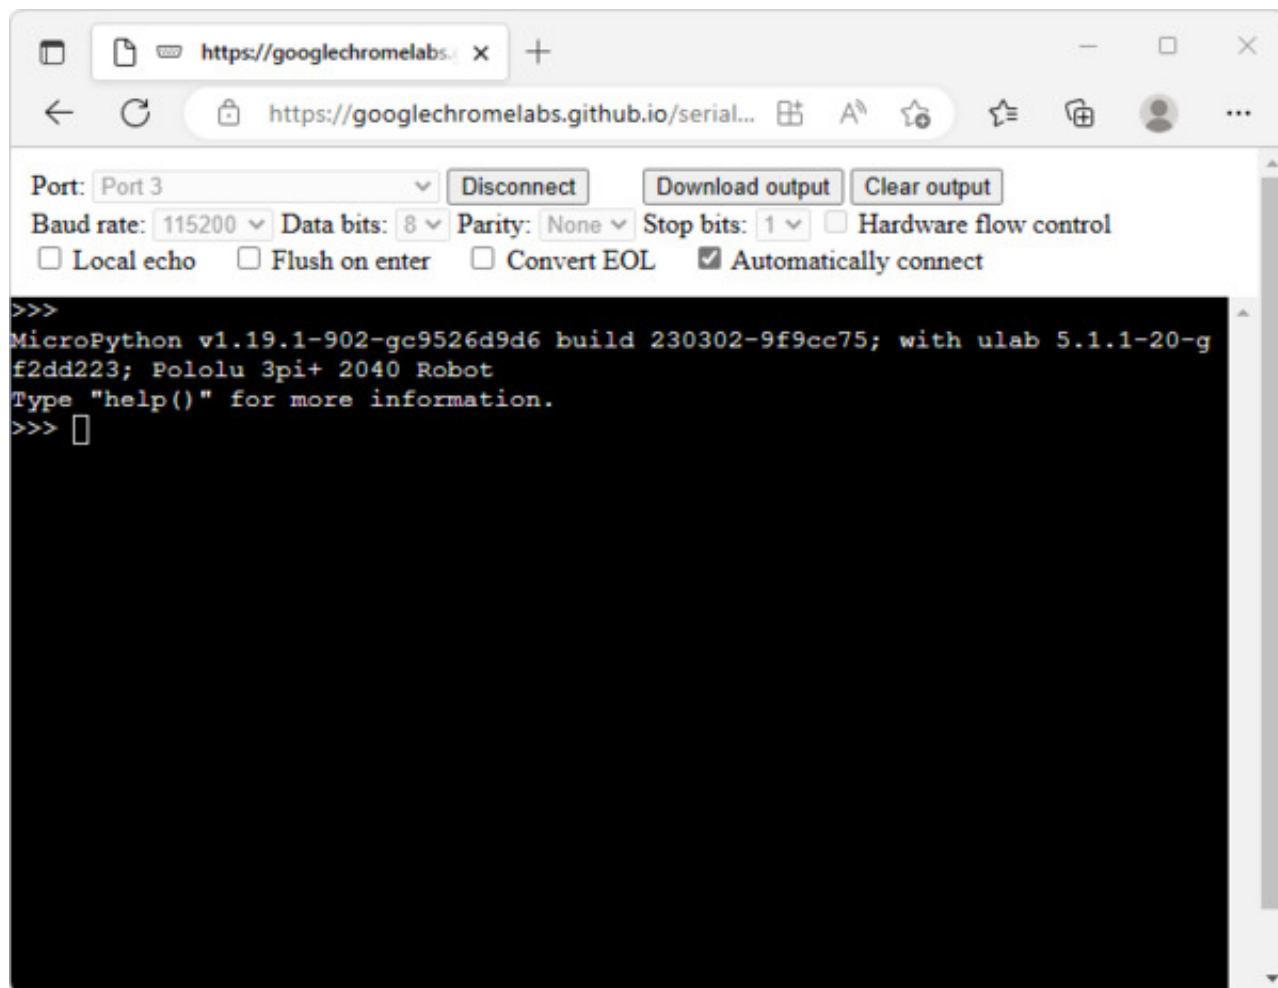 https://googlechromelabs.
https://googlechromelabs.github.io/serial...
Port: Port 3 Disconnect Download output Clear output
Baud rate: 115200 Data bits: 8 Parity: None Stop bits: 1 Hardware flow control
Local echo Flush on enter Convert EOL Automatically connect
>>>
MicroPython v1.19.1-902-gc9526d9d6 build 230302-9f9cc75; with ulab 5.1.1-20-g
f2dd223; Pololu 3pi+ 2040 Robot
Type "help()" for more information.
>>>